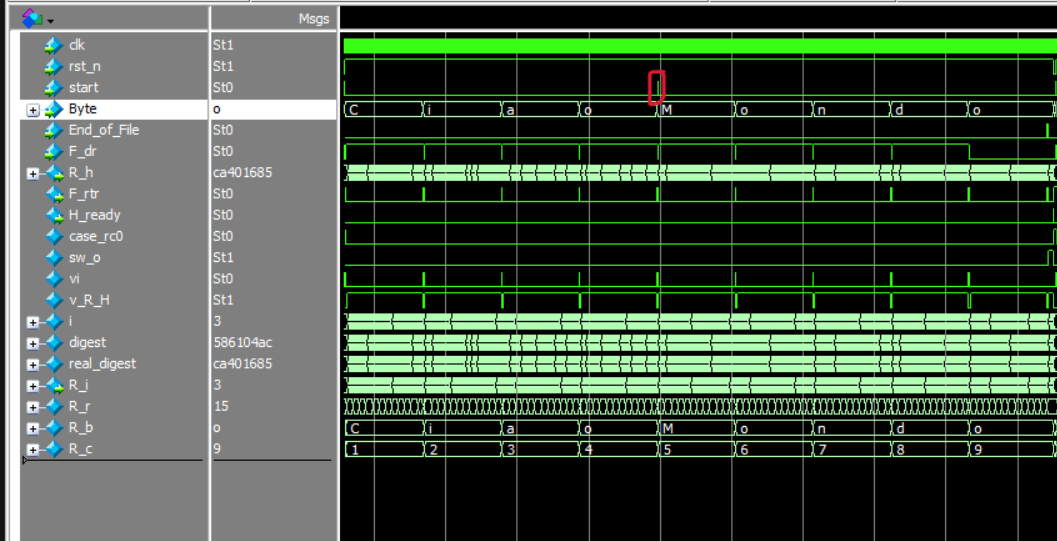 Msgs
clk St1
rst_n St1
start St0
Byte o C i a o M o n d o
End_of_File St0
F_dr St0
R_h ca401685
F_rtr St0
H_ready St0
case_rc0 St0
sw_o St1
vi St0
v_R_H St1
i 3
digest 586104ac
real_digest ca401685
R_i 3
R_r 15
R_b o C i a o M o n d o
R_c 9 1 2 3 4 5 6 7 8 9